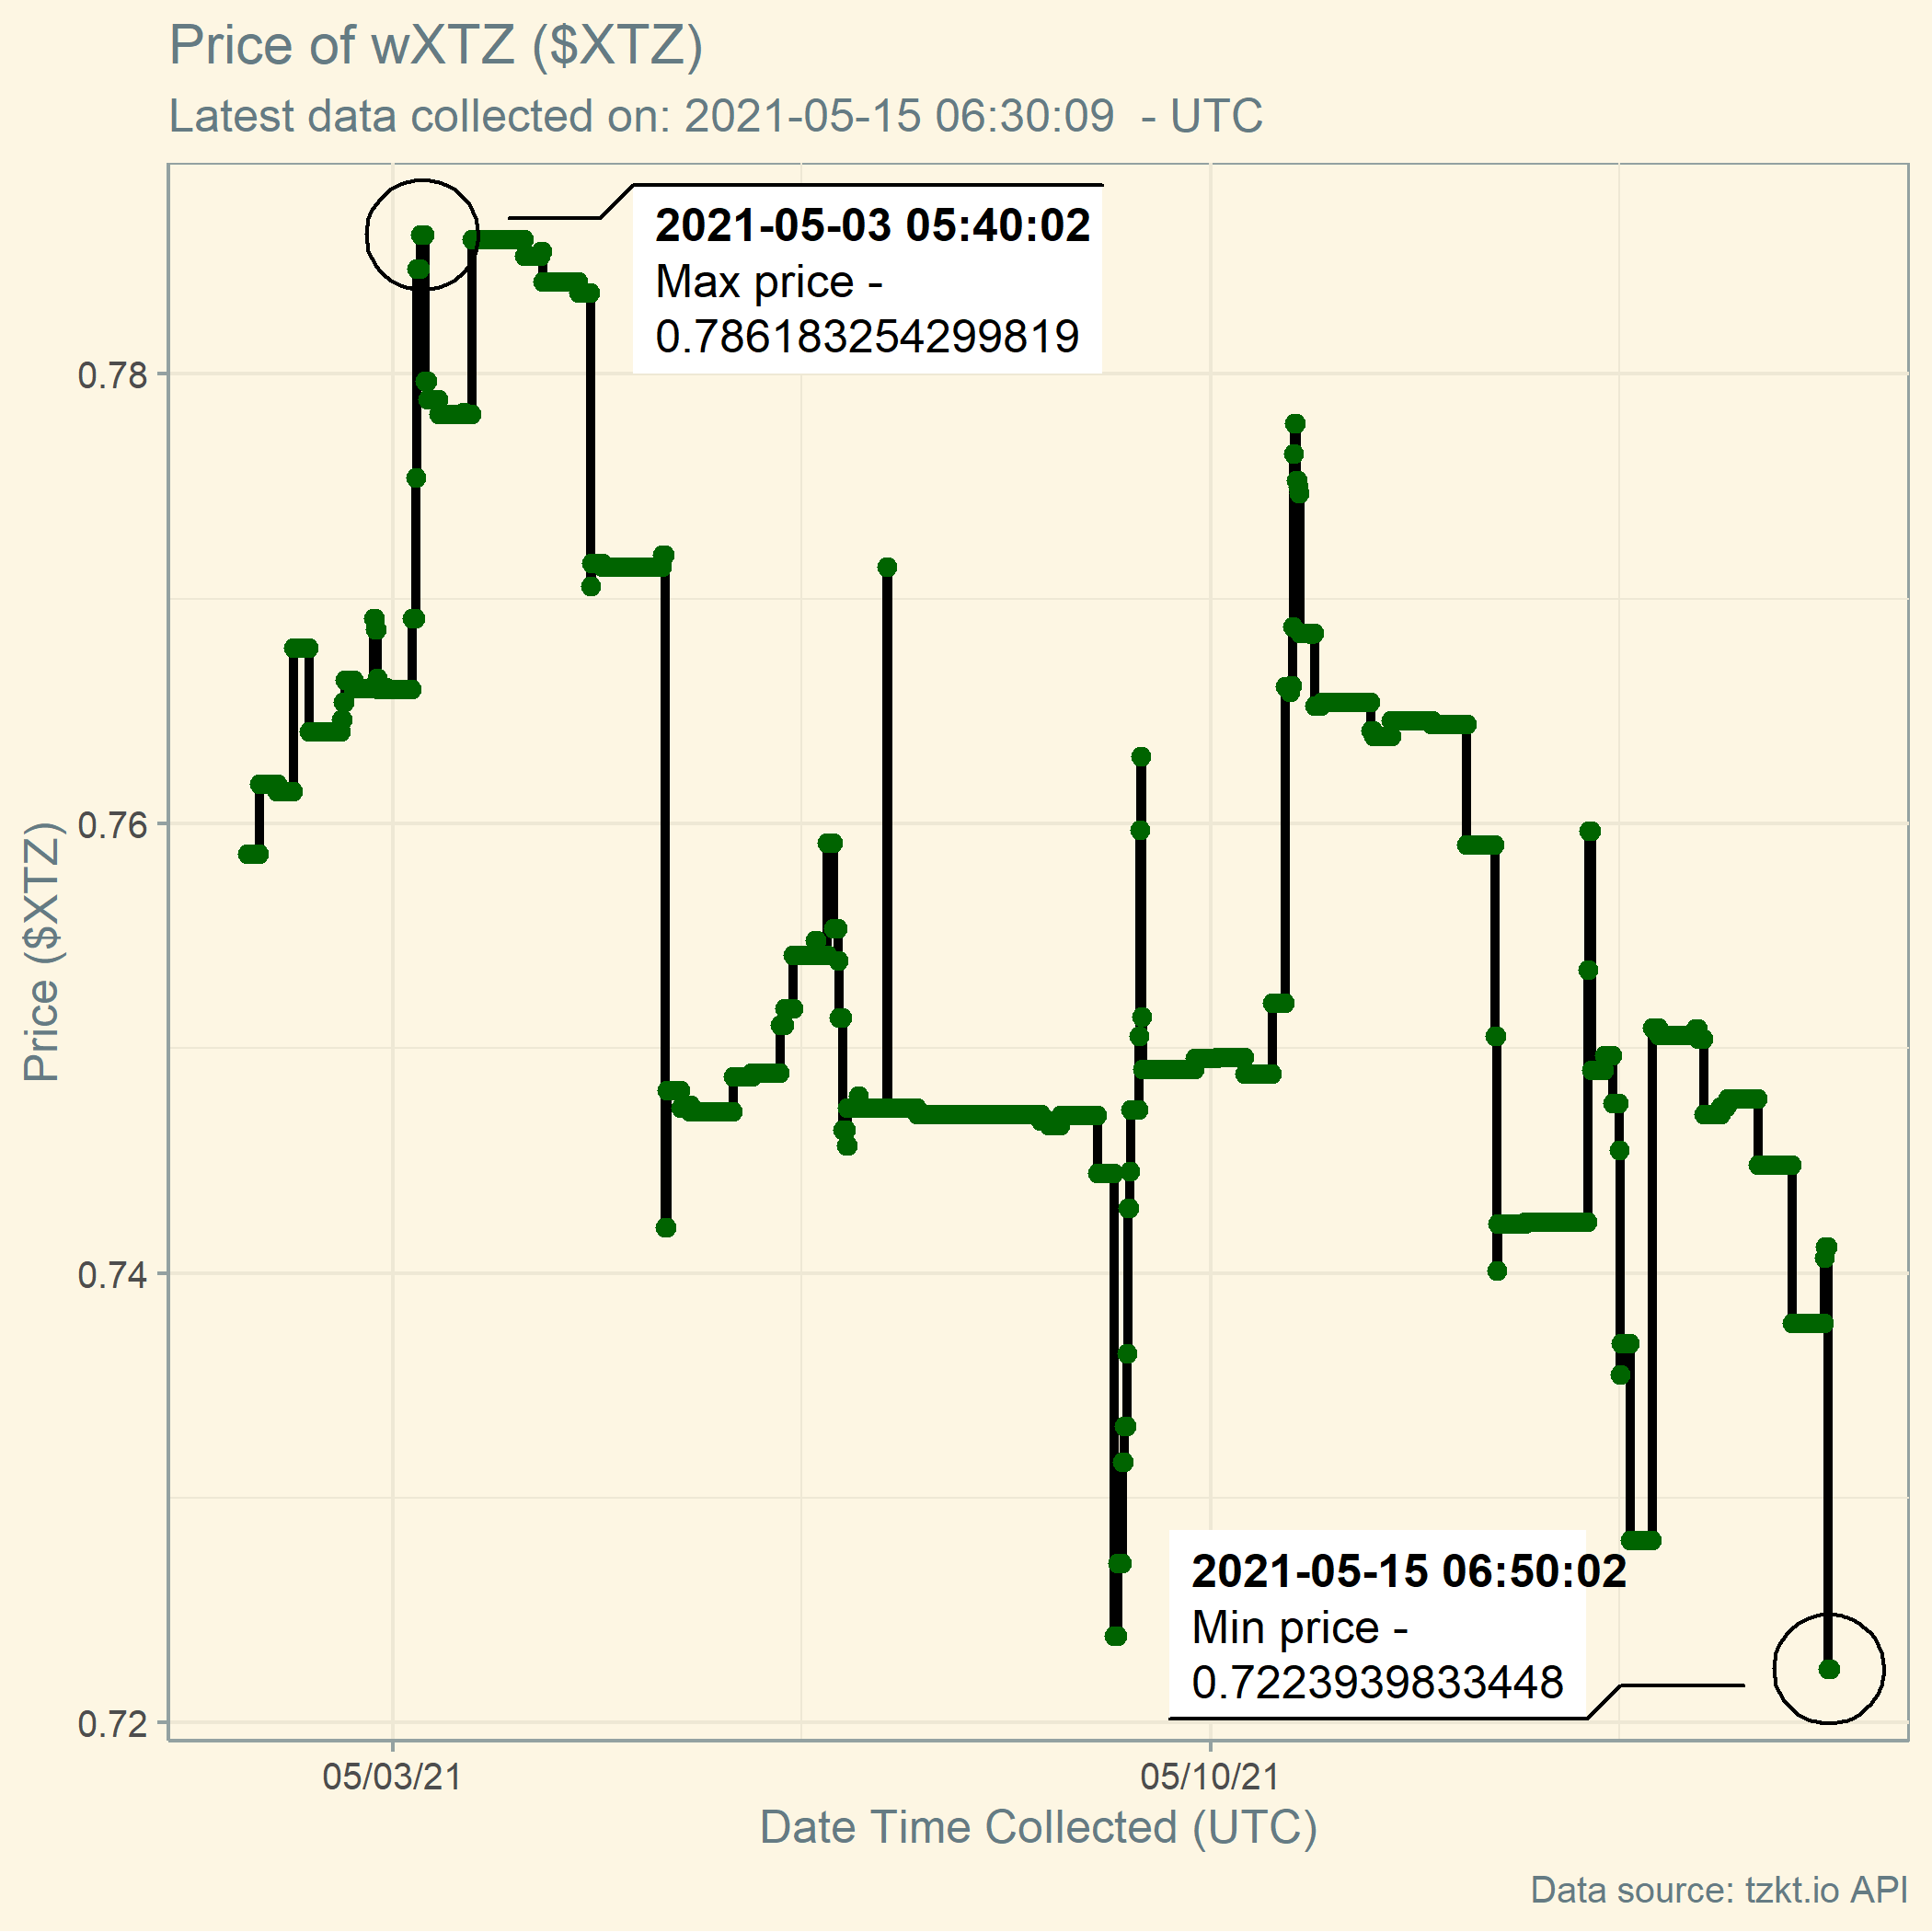 Price of wXTZ ($XTZ)
Latest data collected on: 2021-05-15 06:30:09  - UTC
2021-05-03 05:40:02
Max price -
0.786183254299819
0.78
0.76
0.74
0.72
Price ($XTZ)
2021-05-15 06:50:02
Min price -
0.7223939833448
05/03/21
05/10/21
Date Time Collected (UTC)
Data source: tzkt.io API